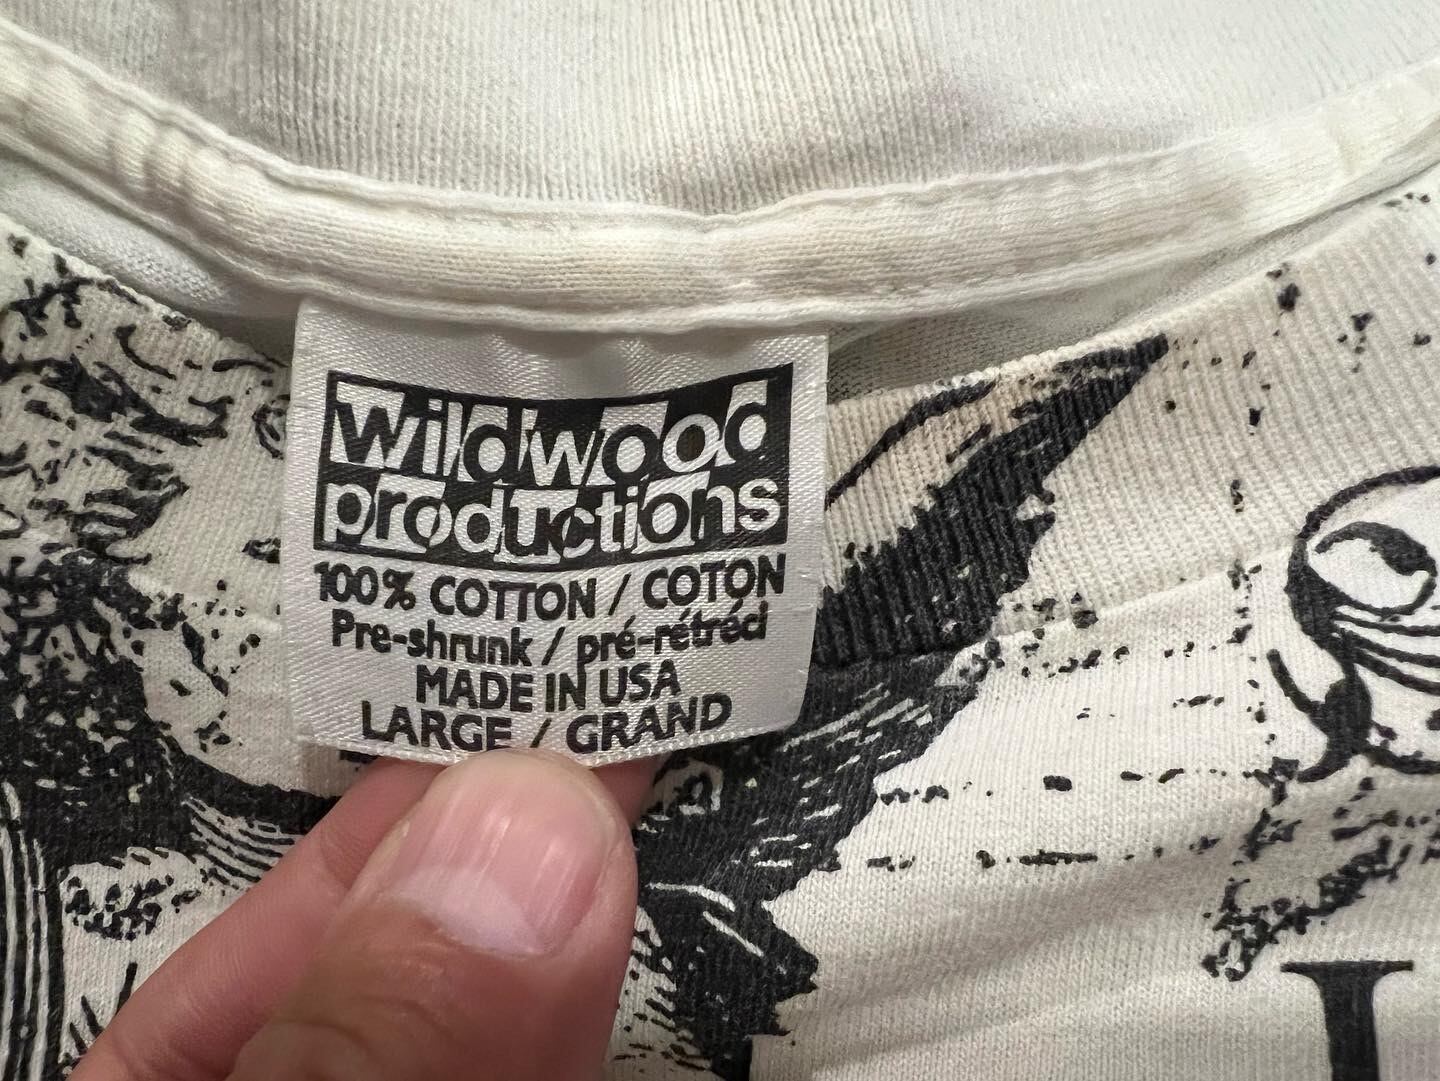 wildwood
productions
100% COTTON / COTON
Pre-shrunk / pré-rétréci
MADE IN USA
LARGE / GRAND